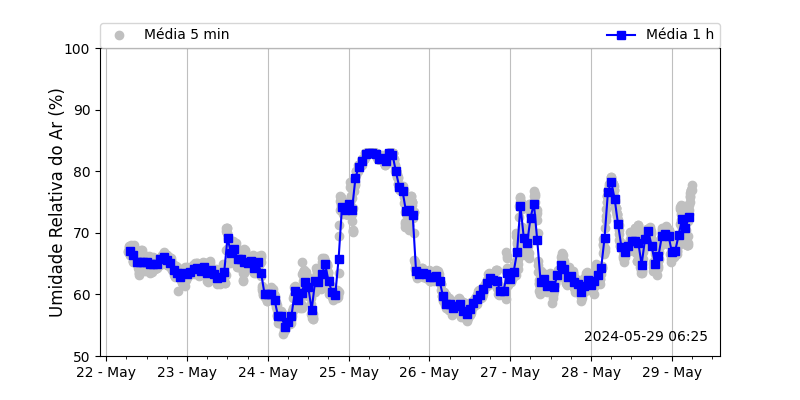 Média 5 min
Média 1 h
Umidade Relativa do Ar (%)
100
90
80
70
60
50
2024-05-29 06:25
22 - May
23 - May
24 - May
25 - May
26 - May
27 - May
28 - May
29 - May